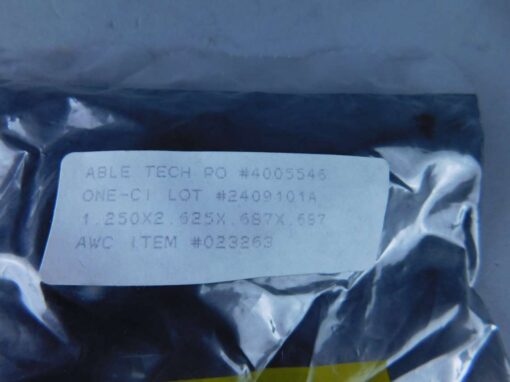 ABLE TECH PO #4005546
ONE-CI LOT #2409101A
1.250X2.625X.687X.687
AWC ITEM #023263